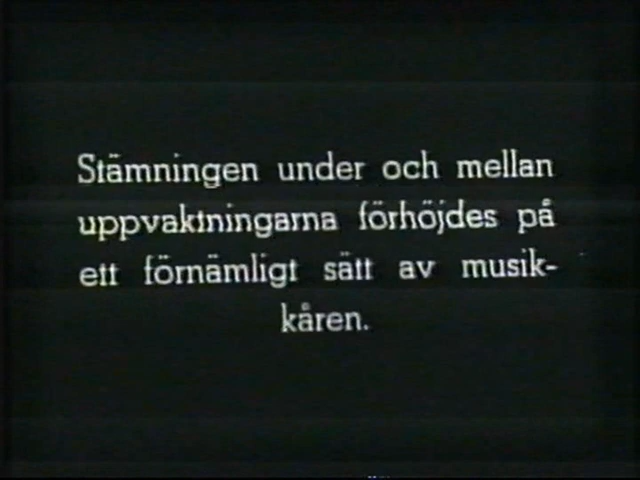 Stämningen under och mellan
uppvaktningarna förhöjdes på
ett förnämligt sätt av musik-
kåren.